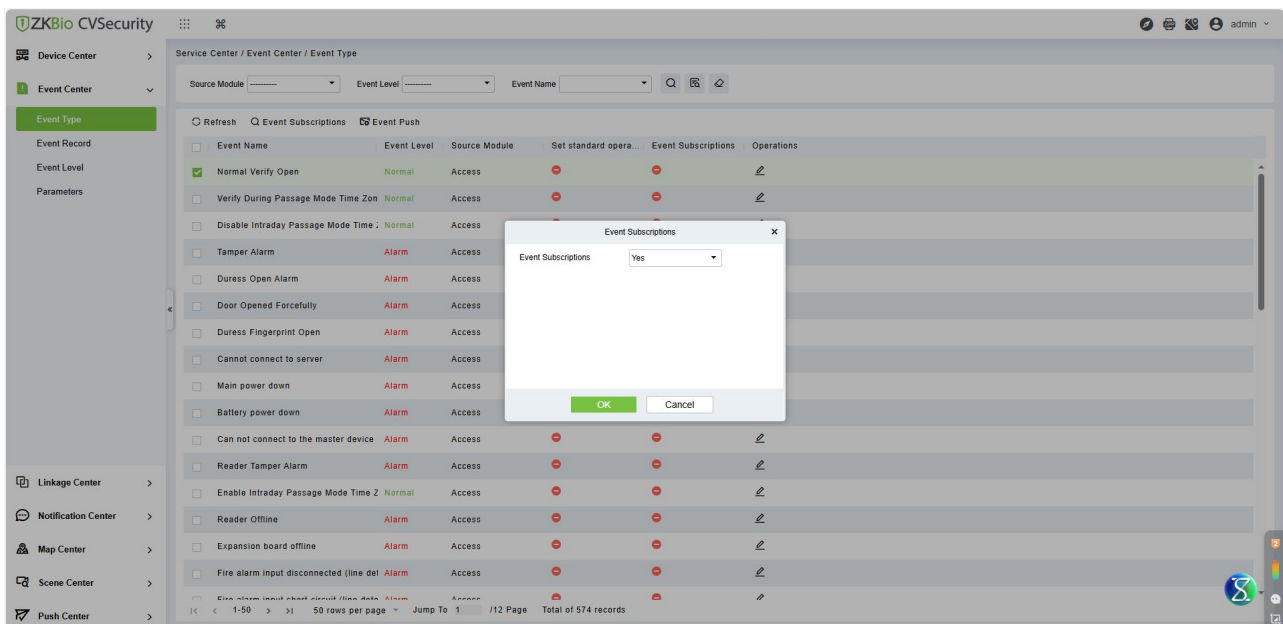 ZKBio CVSecurity
admin
Device Center
Event Center
Event Type
Event Record
Event Level
Parameters
Linkage Center
Notification Center
Map Center
Scene Center
Push Center
Service Center / Event Center / Event Type
Source Module ---------- Event Level ---------- Event Name
Refresh Event Subscriptions Event Push
Event Name Event Level Source Module Set standard opera... Event Subscriptions Operations
Normal Verify Open Normal Access
Verify During Passage Mode Time Zon Normal Access
Disable Intraday Passage Mode Time Normal Access
Tamper Alarm Alarm Access
Duress Open Alarm Alarm Access
Door Opened Forcefully Alarm Access
Duress Fingerprint Open Alarm Access
Cannot connect to server Alarm Access
Main power down Alarm Access
Battery power down Alarm Access
Can not connect to the master device Alarm Access
Reader Tamper Alarm Alarm Access
Enable Intraday Passage Mode Time Z Normal Access
Reader Offline Alarm Access
Expansion board offline Alarm Access
Fire alarm input disconnected (line det Alarm Access
Event Subscriptions
Event Subscriptions Yes
OK Cancel
1-50 50 rows per page Jump To 1 /12 Page Total of 574 records